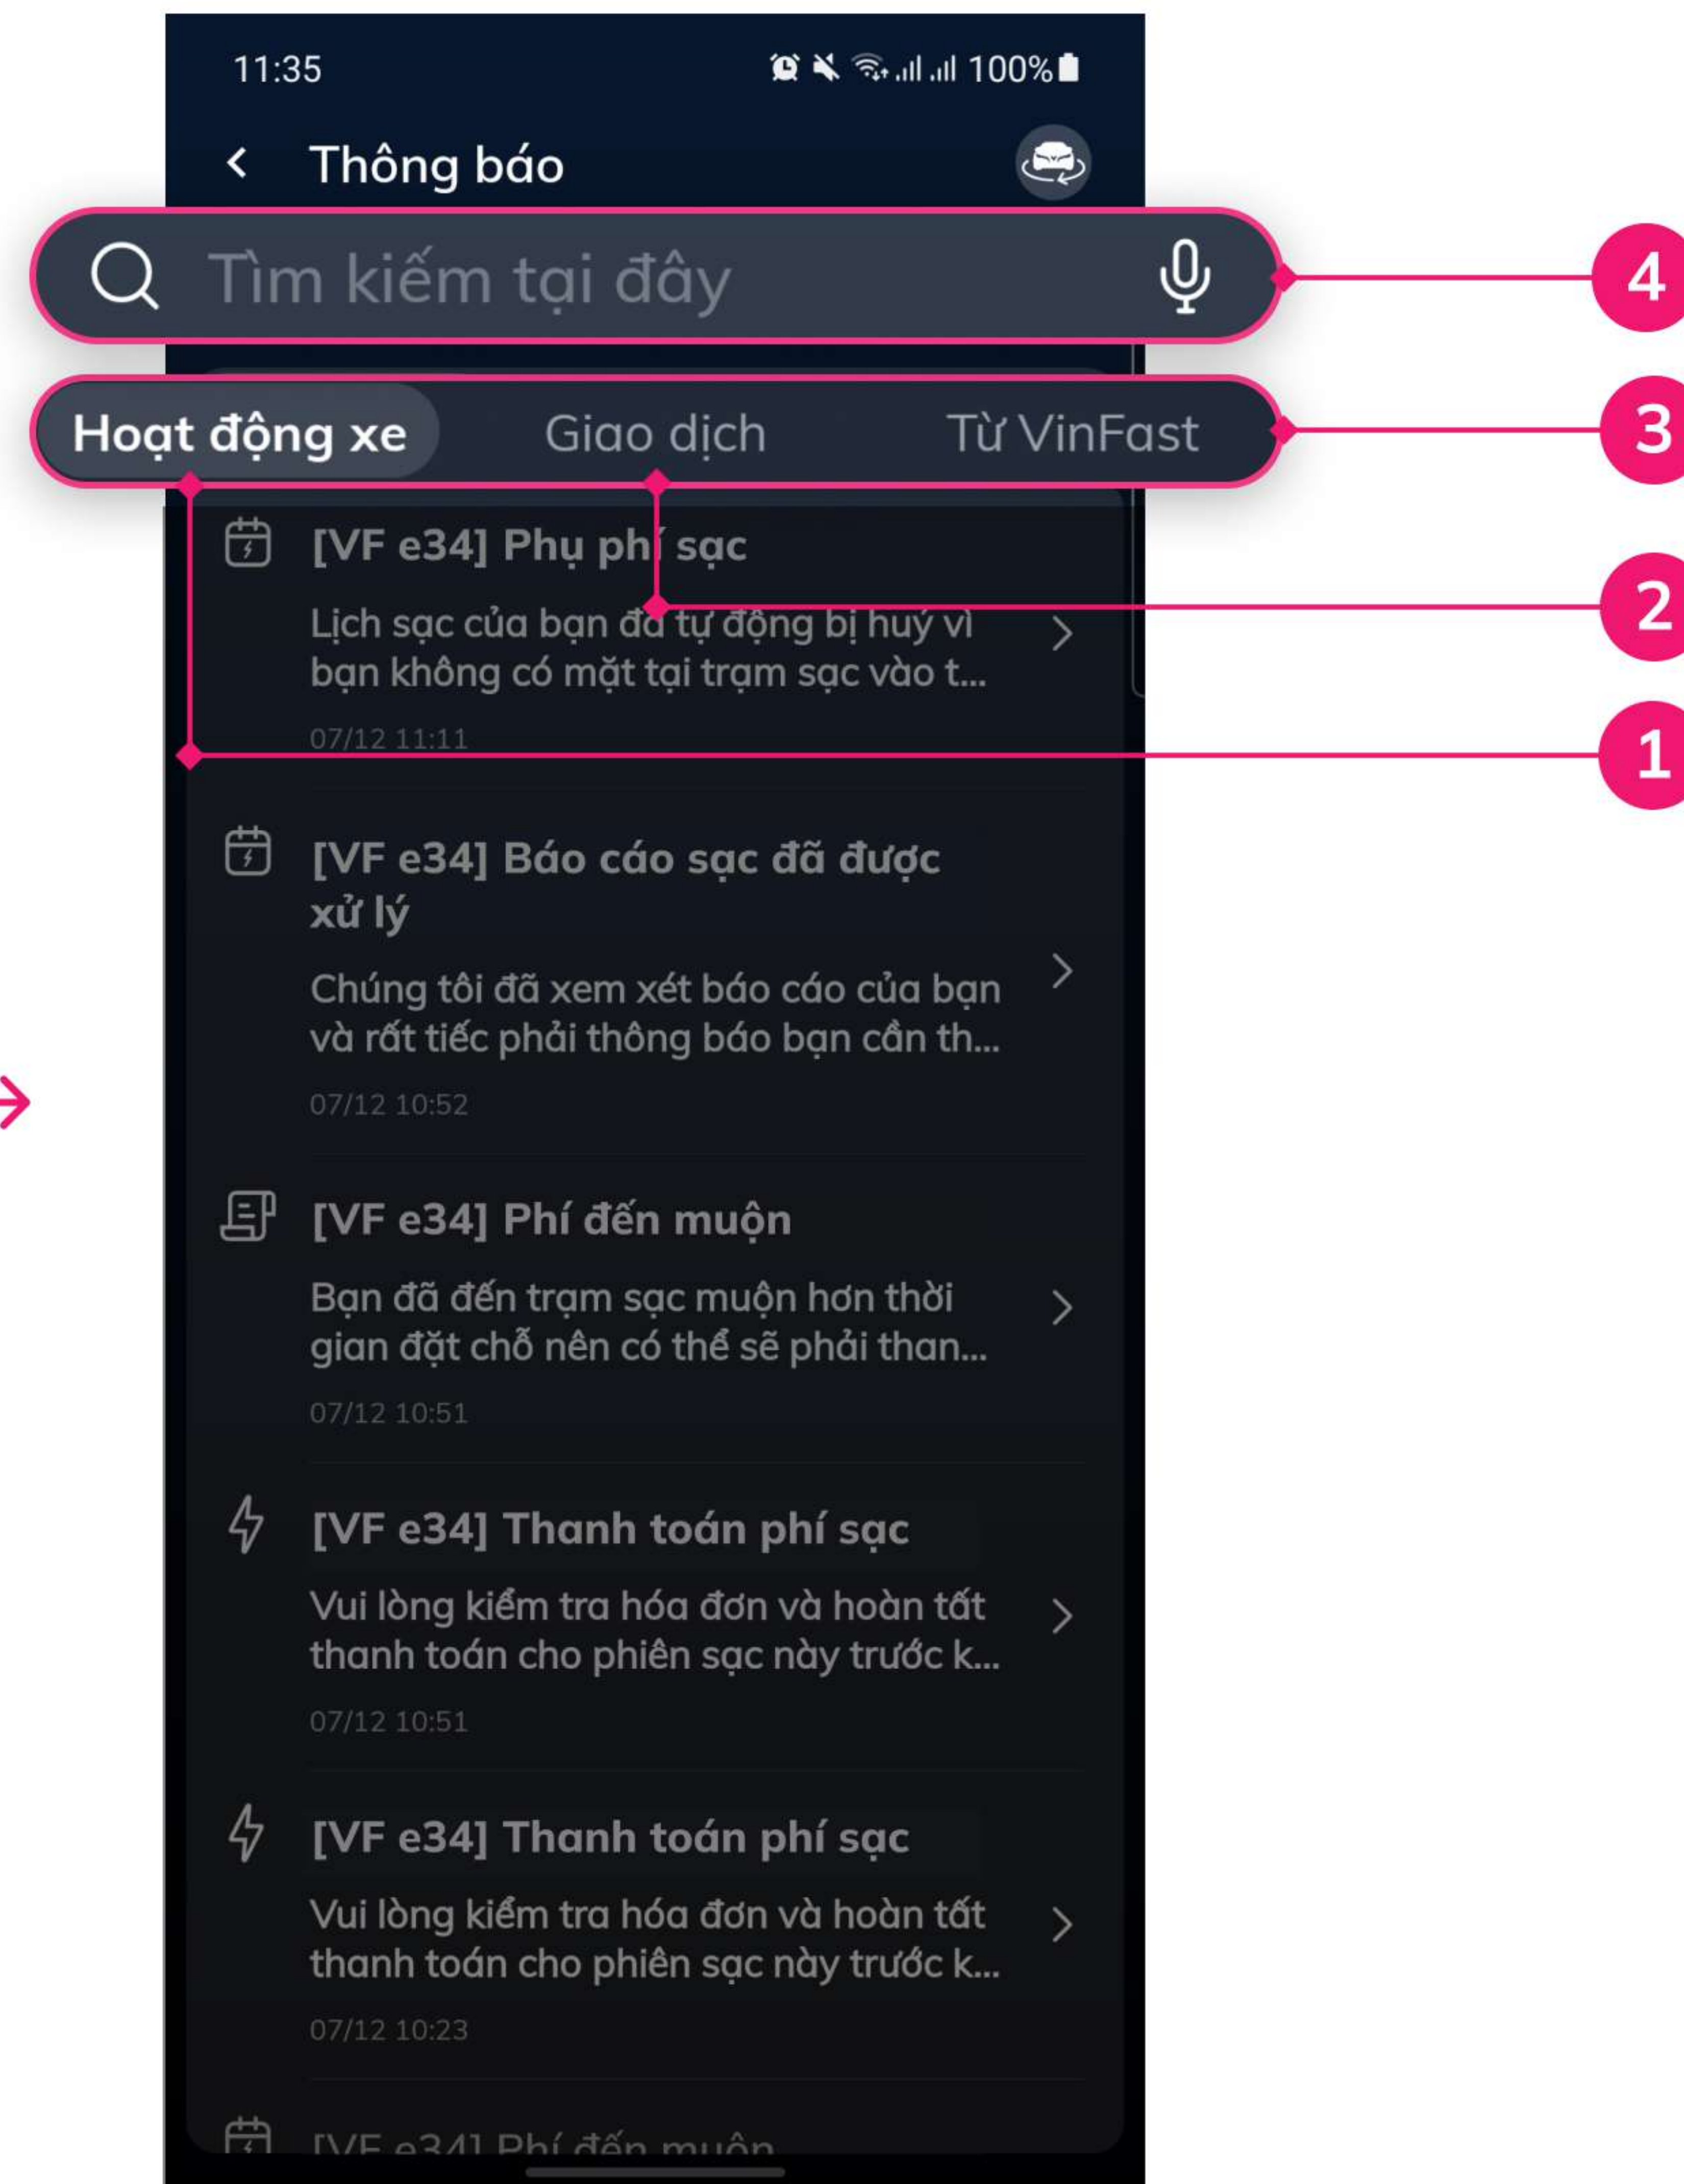 11:35 100%
Thông báo
Tìm kiếm tại đây
4
Hoạt động xe Giao dịch Từ VinFast
3
[VF e34] Phụ phí sạc
2
Lịch sạc của bạn đã tự động bị huỷ vì
bạn không có mặt tại trạm sạc vào t...
07/12 11:11
1
[VF e34] Báo cáo sạc đã được
xử lý
Chúng tôi đã xem xét báo cáo của bạn
và rất tiếc phải thông báo bạn cần th...
07/12 10:52
[VF e34] Phí đến muộn
Bạn đã đến trạm sạc muộn hơn thời
gian đặt chỗ nên có thể sẽ phải than...
07/12 10:51
[VF e34] Thanh toán phí sạc
Vui lòng kiểm tra hóa đơn và hoàn tất
thanh toán cho phiên sạc này trước k...
07/12 10:51
[VF e34] Thanh toán phí sạc
Vui lòng kiểm tra hóa đơn và hoàn tất
thanh toán cho phiên sạc này trước k...
07/12 10:23
[VF e34] Phí đến muộn